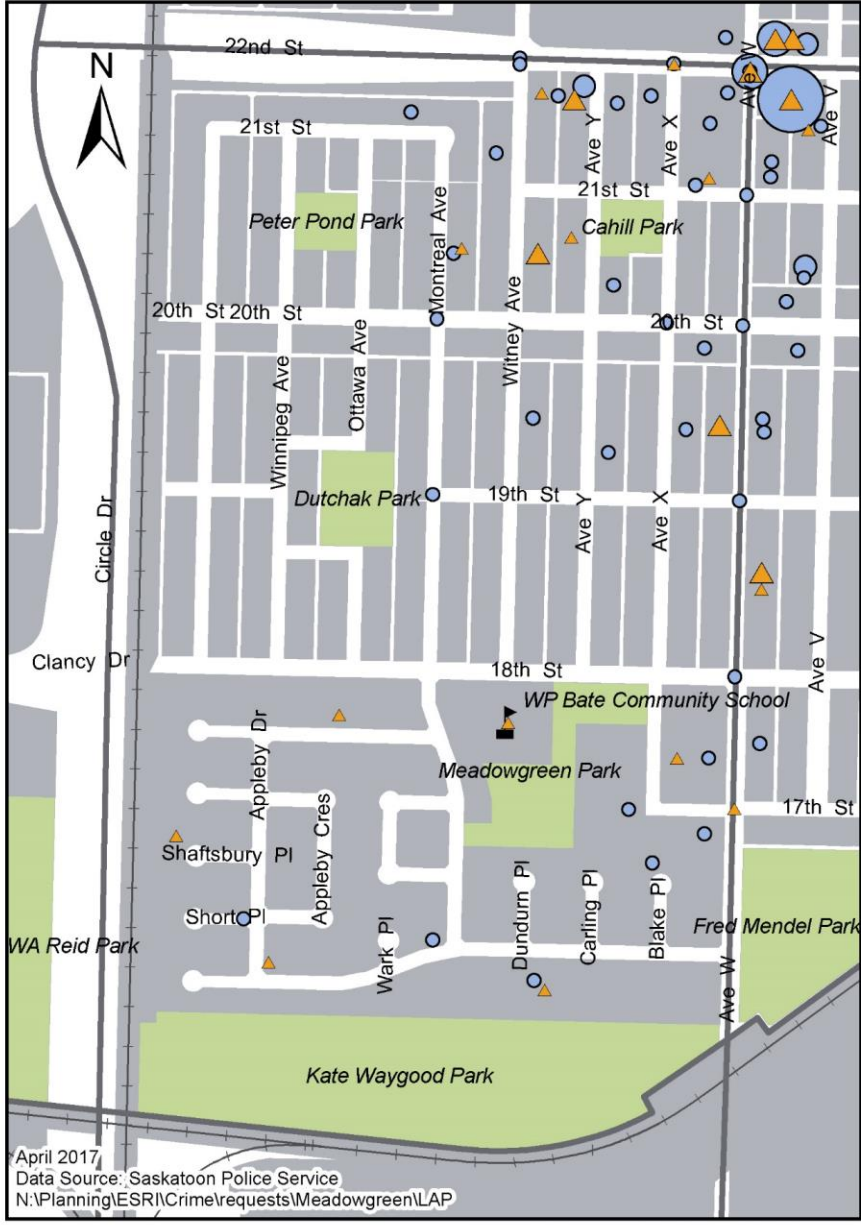 22nd St
Ave W
N
Ave V
Ave Y
Ave X
21st St
21st St
Peter Pond Park
Cahill Park
Montreal Ave
20th St 20th St
20th St
Witney Ave
Ottawa Ave
Winnipeg Ave
Dutchak Park
19th St
Ave Y
Ave X
Circle Dr
Clancy Dr
18th St
Ave V
WP Bate Community School
Appleby Dr
Meadowgreen Park
17th St
Shaftsbury Pl
Appleby Cres
Short Pl
Dundurn Pl
Carling Pl
Blake Pl
Fred Mendel Park
WA Reid Park
Wark Pl
Ave W
Kate Waygood Park
April 2017
Data Source: Saskatoon Police Service
N:\Planning\ESRI\Crime\requests\Meadowgreen\LAP